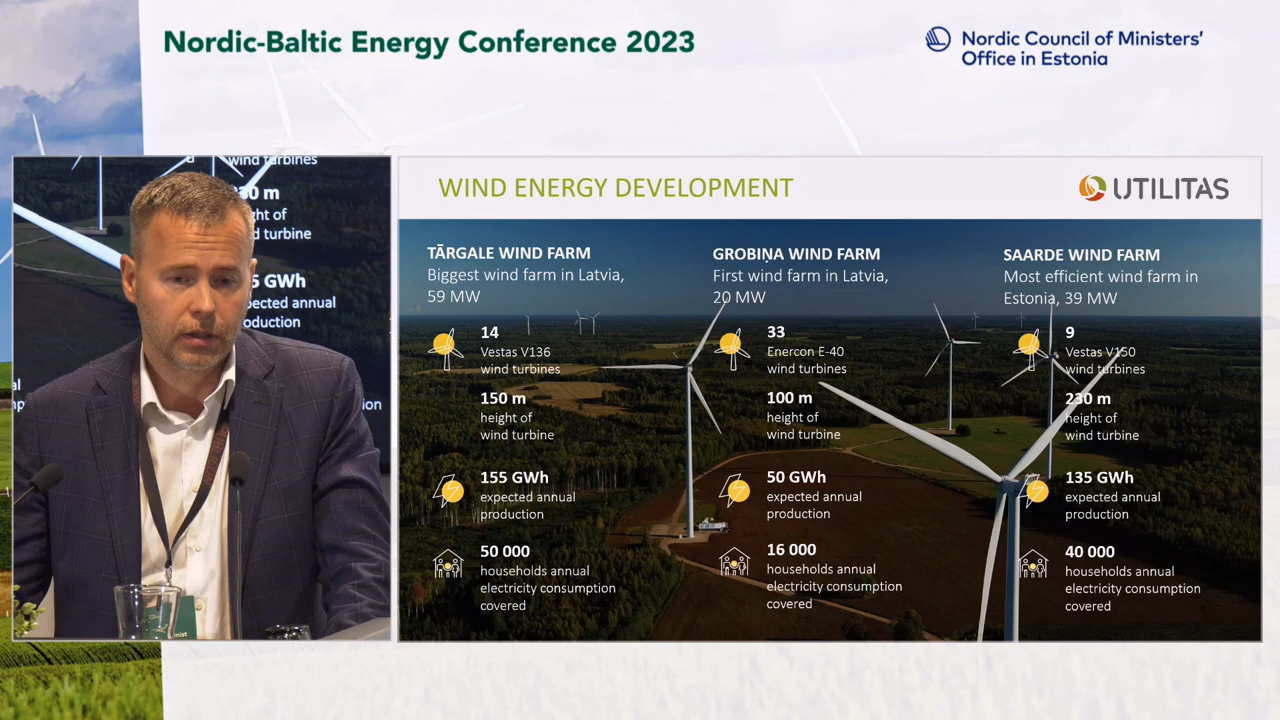 Nordic-Baltic Energy Conference 2023
Nordic Council of Ministers’
Office in Estonia
WIND ENERGY DEVELOPMENT
UTILITAS
TĀRGALE WIND FARM
Biggest wind farm in Latvia,
59 MW
14
Vestas V136
wind turbines
150 m
height of
wind turbine
155 GWh
expected annual
production
50 000
households annual
electricity consumption
covered
GROBIŅA WIND FARM
First wind farm in Latvia,
20 MW
33
Enercon E-40
wind turbines
100 m
height of
wind turbine
50 GWh
expected annual
production
16 000
households annual
electricity consumption
covered
SAARDE WIND FARM
Most efficient wind farm in
Estonia, 39 MW
9
Vestas V150
wind turbines
230 m
height of
wind turbine
135 GWh
expected annual
production
40 000
households annual
electricity consumption
covered
wind turbines
GWh